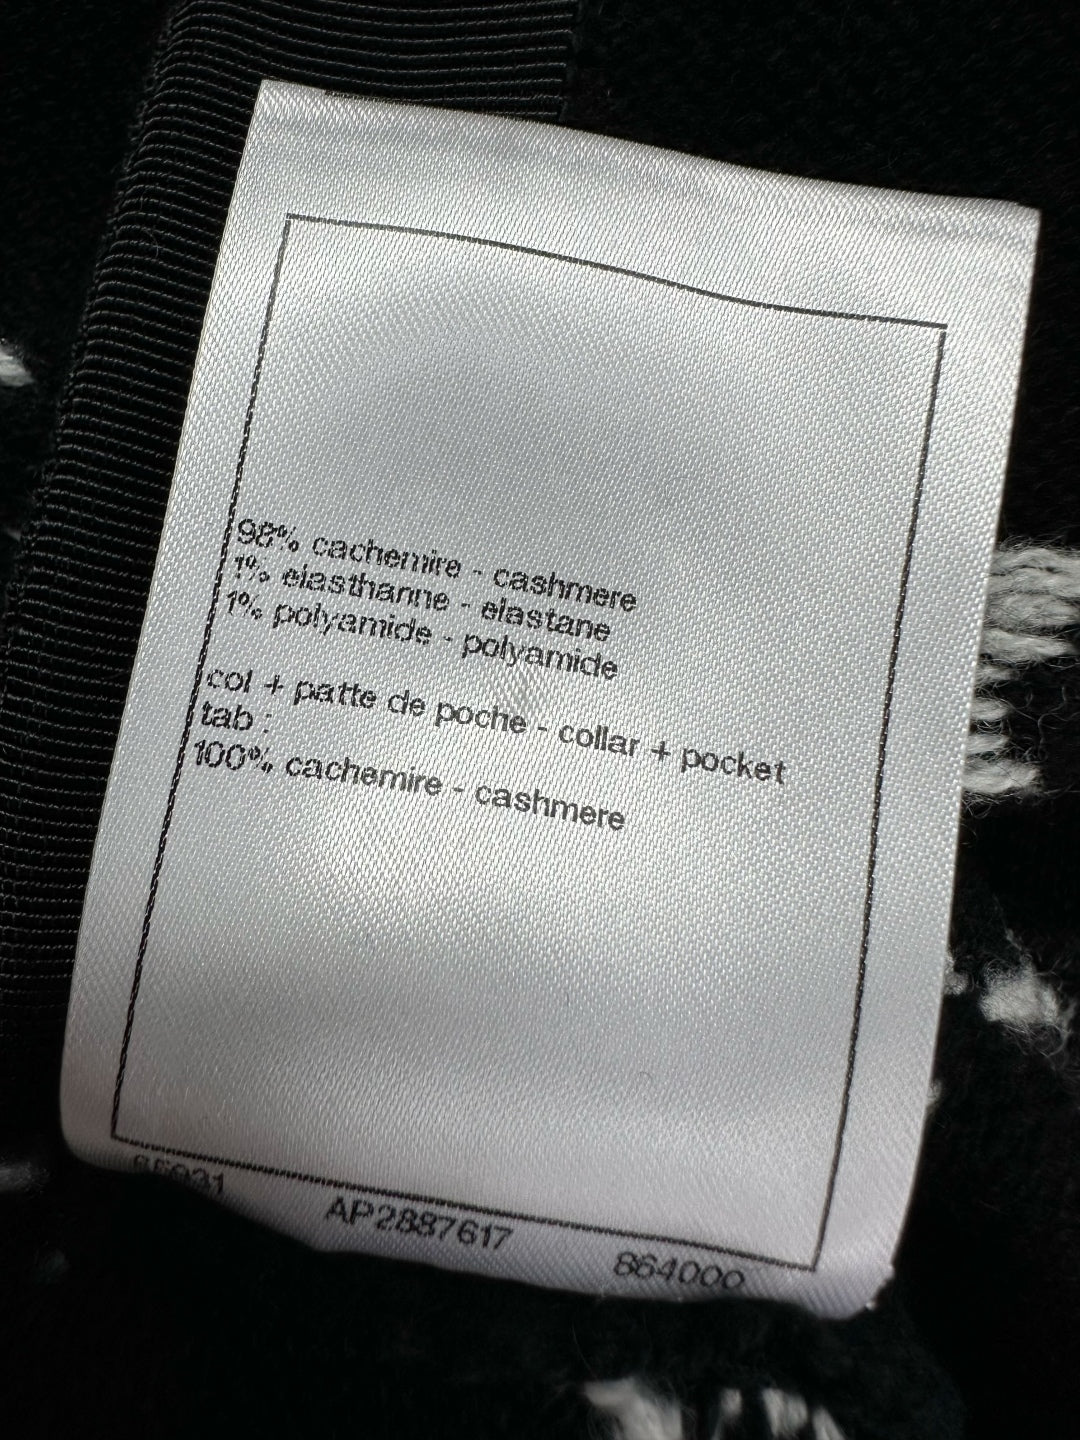 98% cachemire - cashmere
1% élasthanne - elastane
1% polyamide - polyamide
col + patte de poche - collar + pocket
tab :
100% cachemire - cashmere
AP2887617
864000